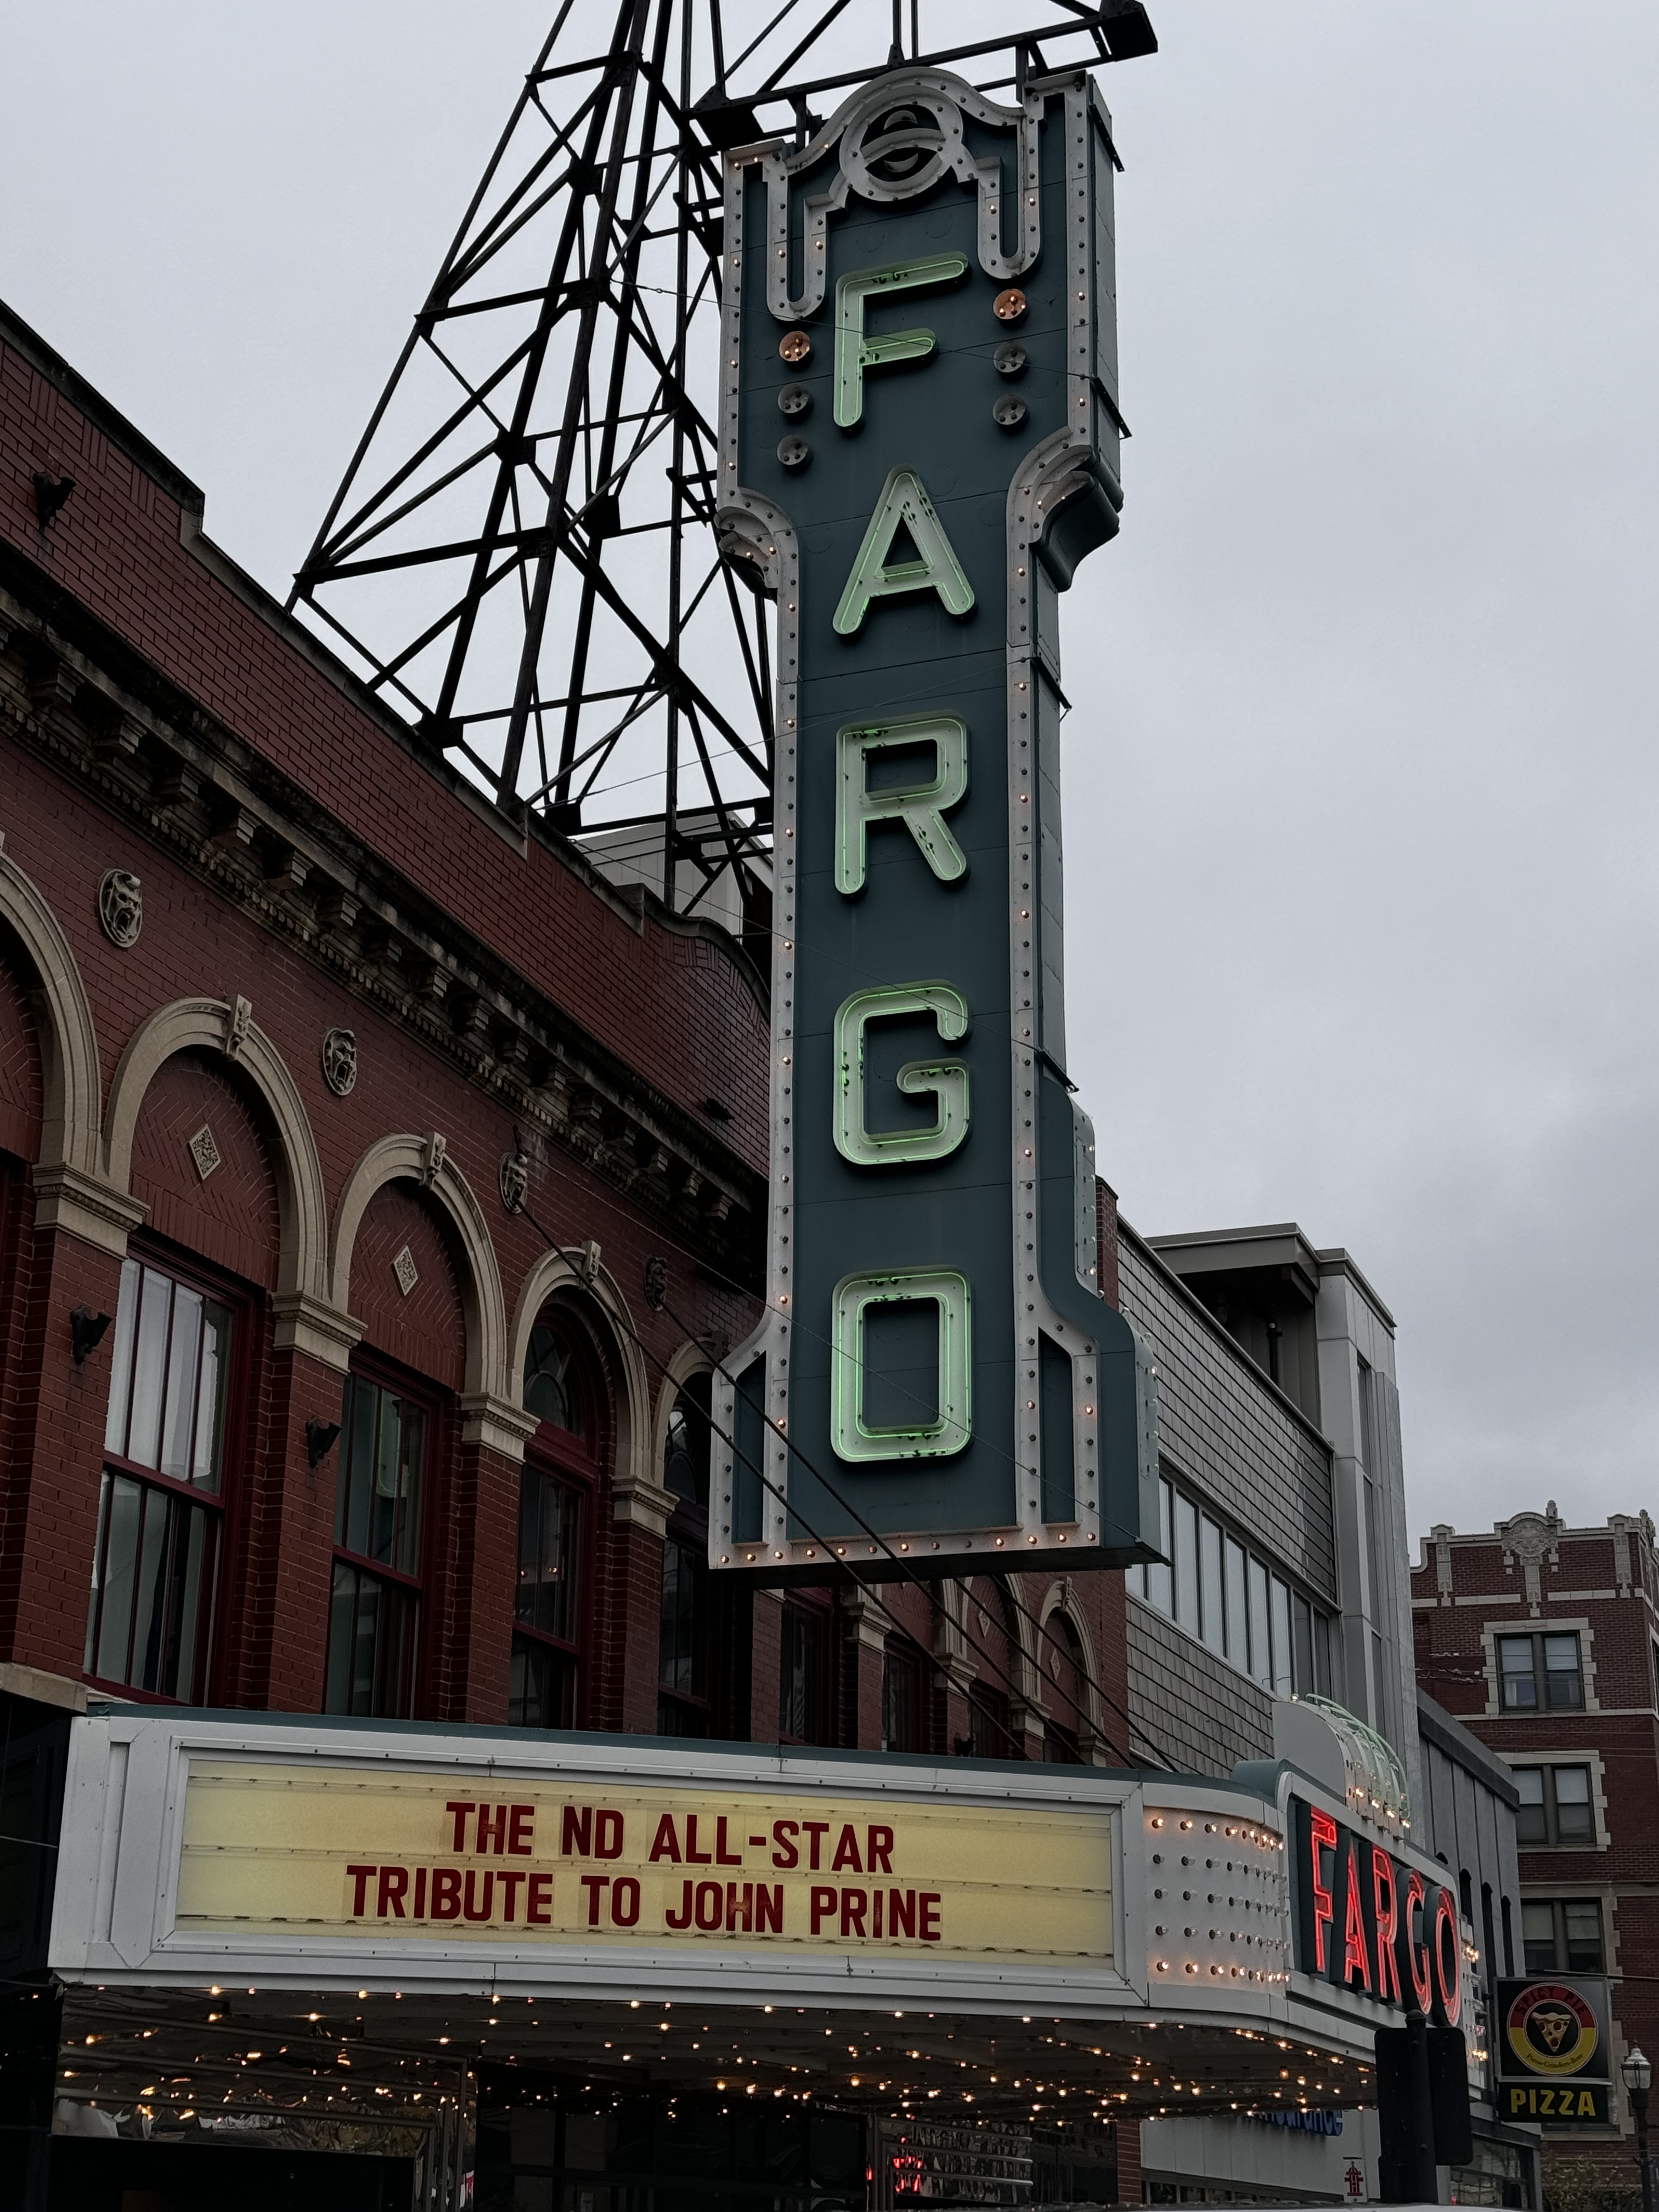 FARGO
THE ND ALL-STAR
TRIBUTE TO JOHN PRINE
FARGO
PIZZA